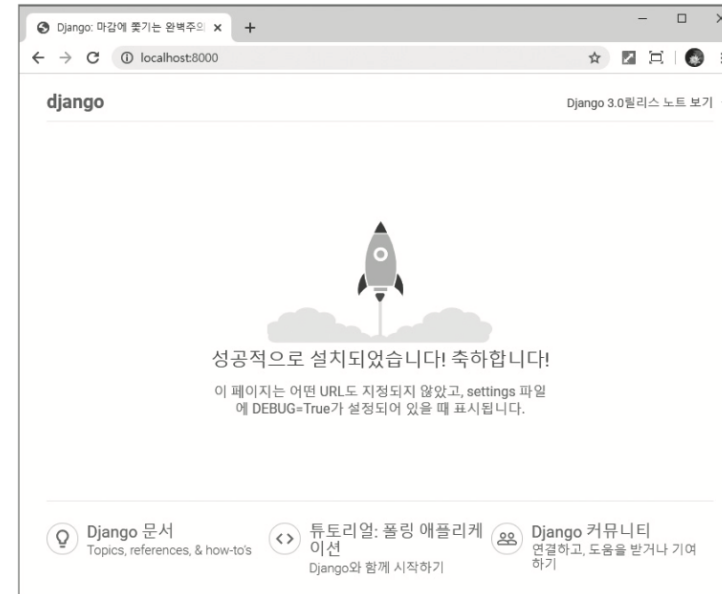 Django: 마감에 쫓기는 완벽주의
localhost:8000
django
Django 3.0릴리스 노트 보기
성공적으로 설치되었습니다! 축하합니다!
이 페이지는 어떤 URL도 지정되지 않았고, settings 파일
에 DEBUG=True가 설정되어 있을 때 표시됩니다.
Django 문서
Topics, references, & how-to's
튜토리얼: 폴링 애플리케
이션
Django와 함께 시작하기
Django 커뮤니티
연결하고, 도움을 받거나 기여
하기